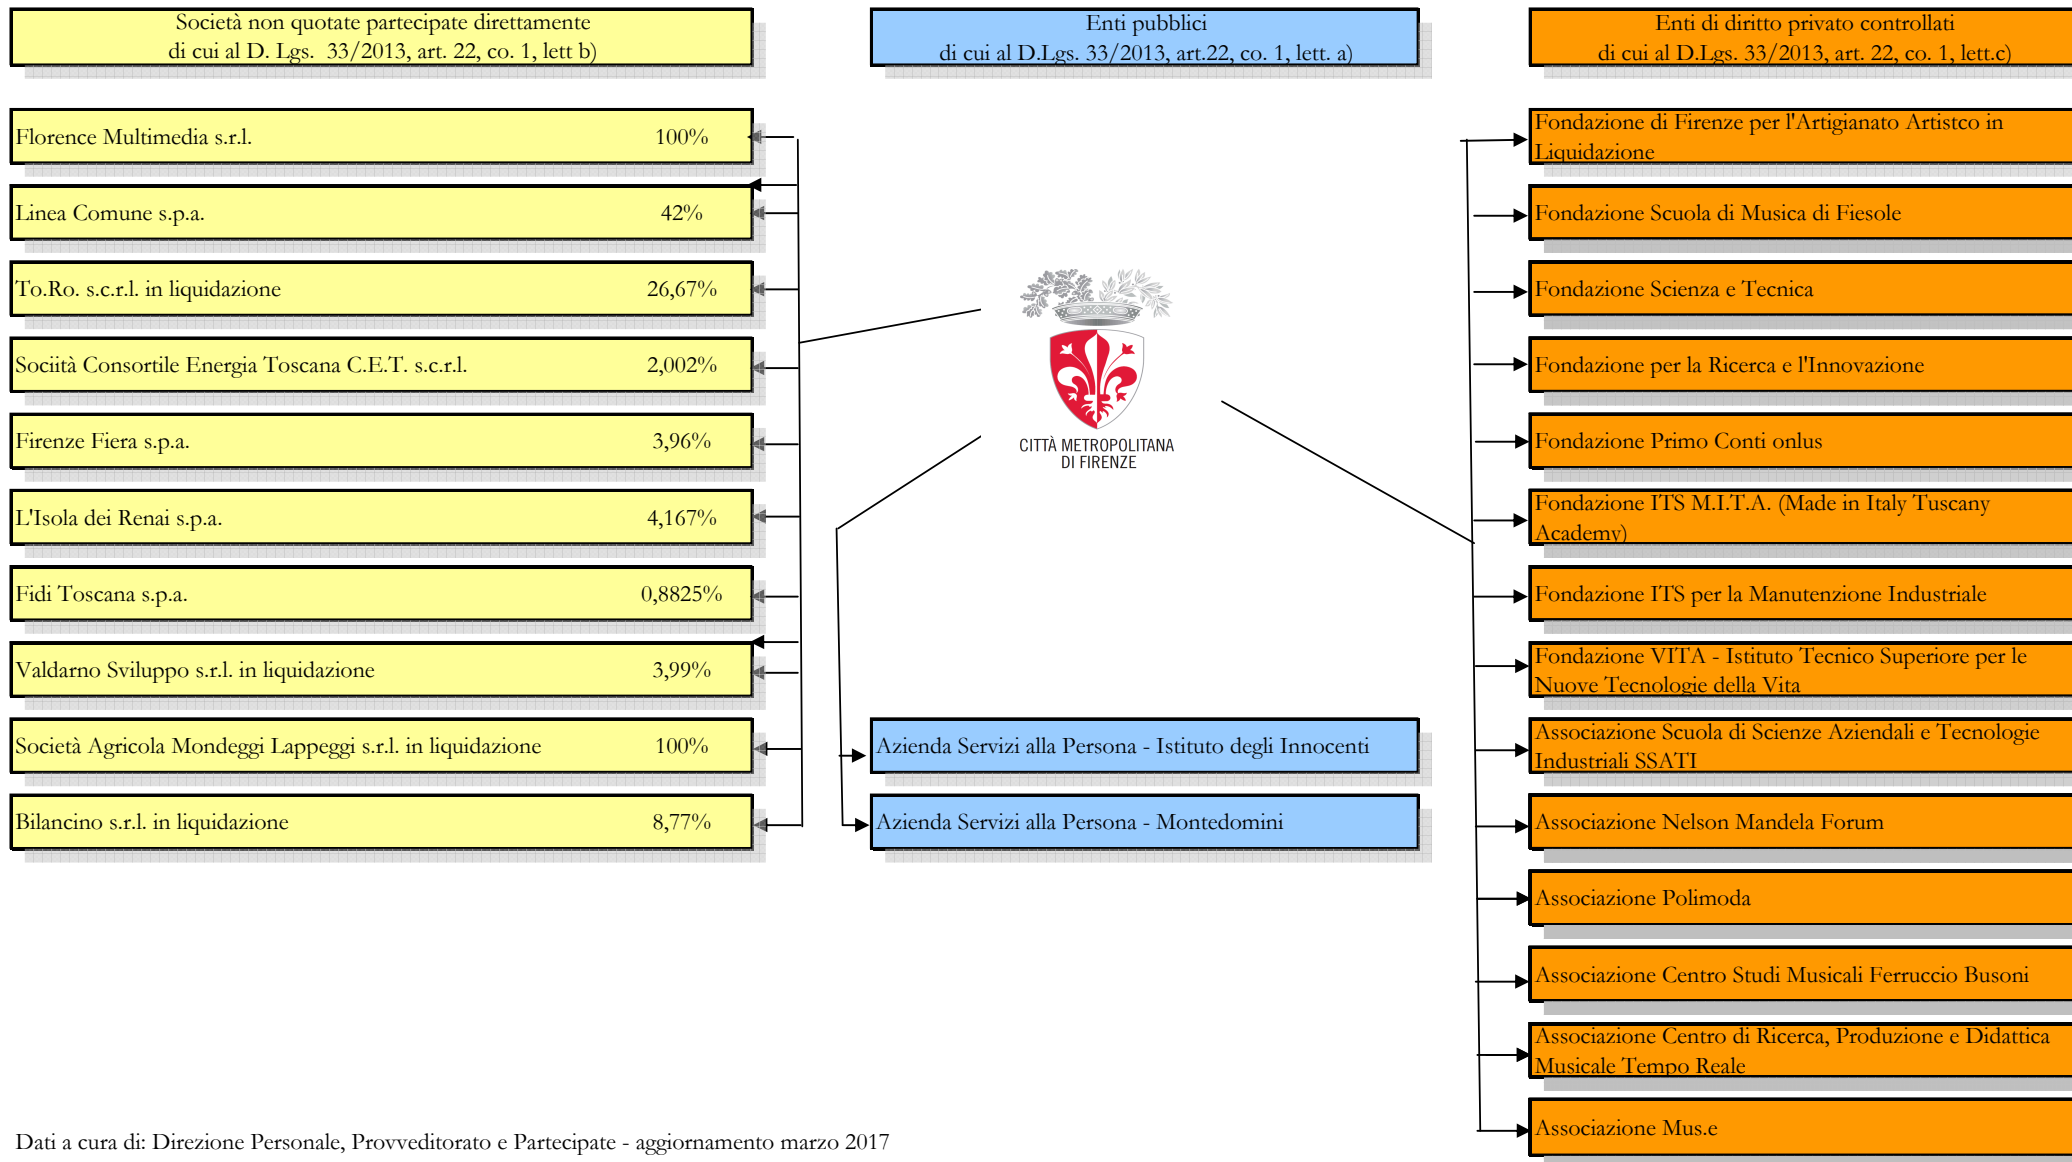 Società non quotate partecipate direttamente
di cui al D. Lgs. 33/2013, art. 22, co. 1, lett b)
Florence Multimedia s.r.l. 100%
Linea Comune s.p.a. 42%
To.Ro. s.c.r.l. in liquidazione 26,67%
Sociità Consortile Energia Toscana C.E.T. s.c.r.l. 2,002%
Firenze Fiera s.p.a. 3,96%
L'Isola dei Renai s.p.a. 4,167%
Fidi Toscana s.p.a. 0,8825%
Valdarno Sviluppo s.r.l. in liquidazione 3,99%
Società Agricola Mondeggi Lappeggi s.r.l. in liquidazione 100%
Bilancino s.r.l. in liquidazione 8,77%
Enti pubblici
di cui al D.Lgs. 33/2013, art.22, co. 1, lett. a)
CITTÀ METROPOLITANA
DI FIRENZE
Azienda Servizi alla Persona - Istituto degli Innocenti
Azienda Servizi alla Persona - Montedomini
Enti di diritto privato controllati
di cui al D.Lgs. 33/2013, art. 22, co. 1, lett.c)
Fondazione di Firenze per l'Artigianato Artistco in
Liquidazione
Fondazione Scuola di Musica di Fiesole
Fondazione Scienza e Tecnica
Fondazione per la Ricerca e l'Innovazione
Fondazione Primo Conti onlus
Fondazione ITS M.I.T.A. (Made in Italy Tuscany
Academy)
Fondazione ITS per la Manutenzione Industriale
Fondazione VITA - Istituto Tecnico Superiore per le
Nuove Tecnologie della Vita
Associazione Scuola di Scienze Aziendali e Tecnologie
Industriali SSATI
Associazione Nelson Mandela Forum
Associazione Polimoda
Associazione Centro Studi Musicali Ferruccio Busoni
Associazione Centro di Ricerca, Produzione e Didattica
Musicale Tempo Reale
Associazione Mus.e
Dati a cura di: Direzione Personale, Provveditorato e Partecipate - aggiornamento marzo 2017